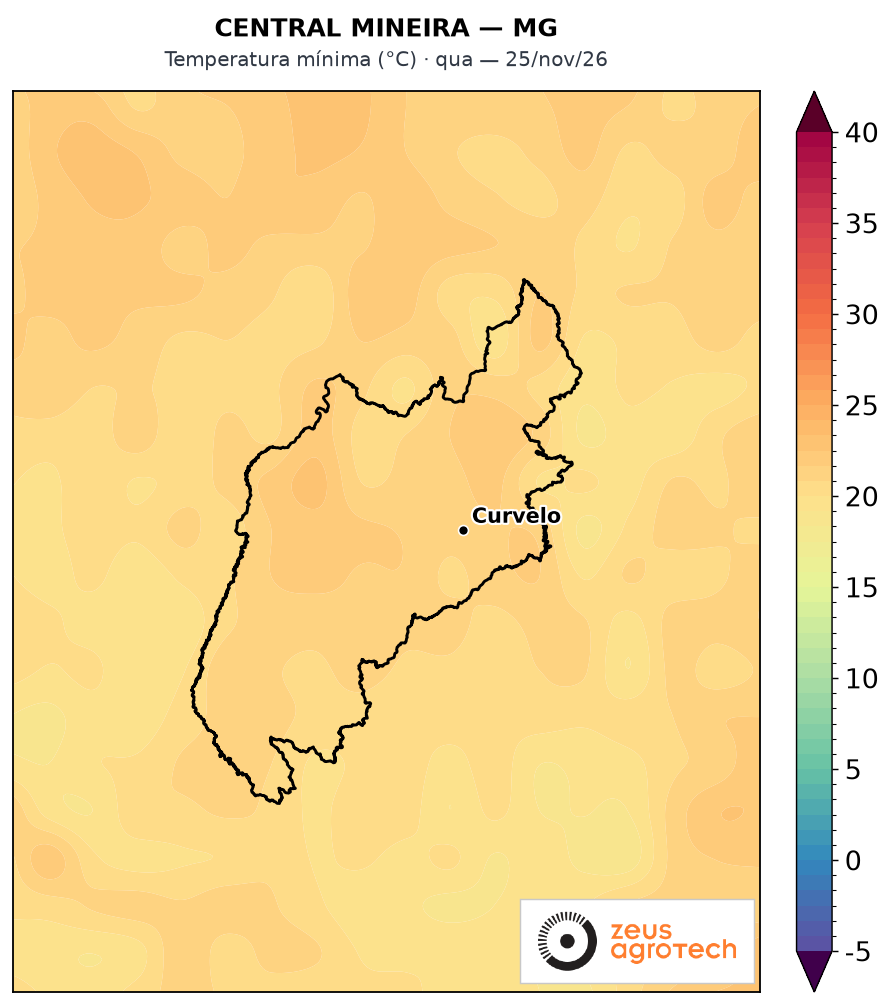 CENTRAL MINEIRA — MG
Temperatura mínima (°C) · qua — 25/nov/26
40
35
30
25
20
15
10
5
0
-5
Curvelo
zeus
agrotech